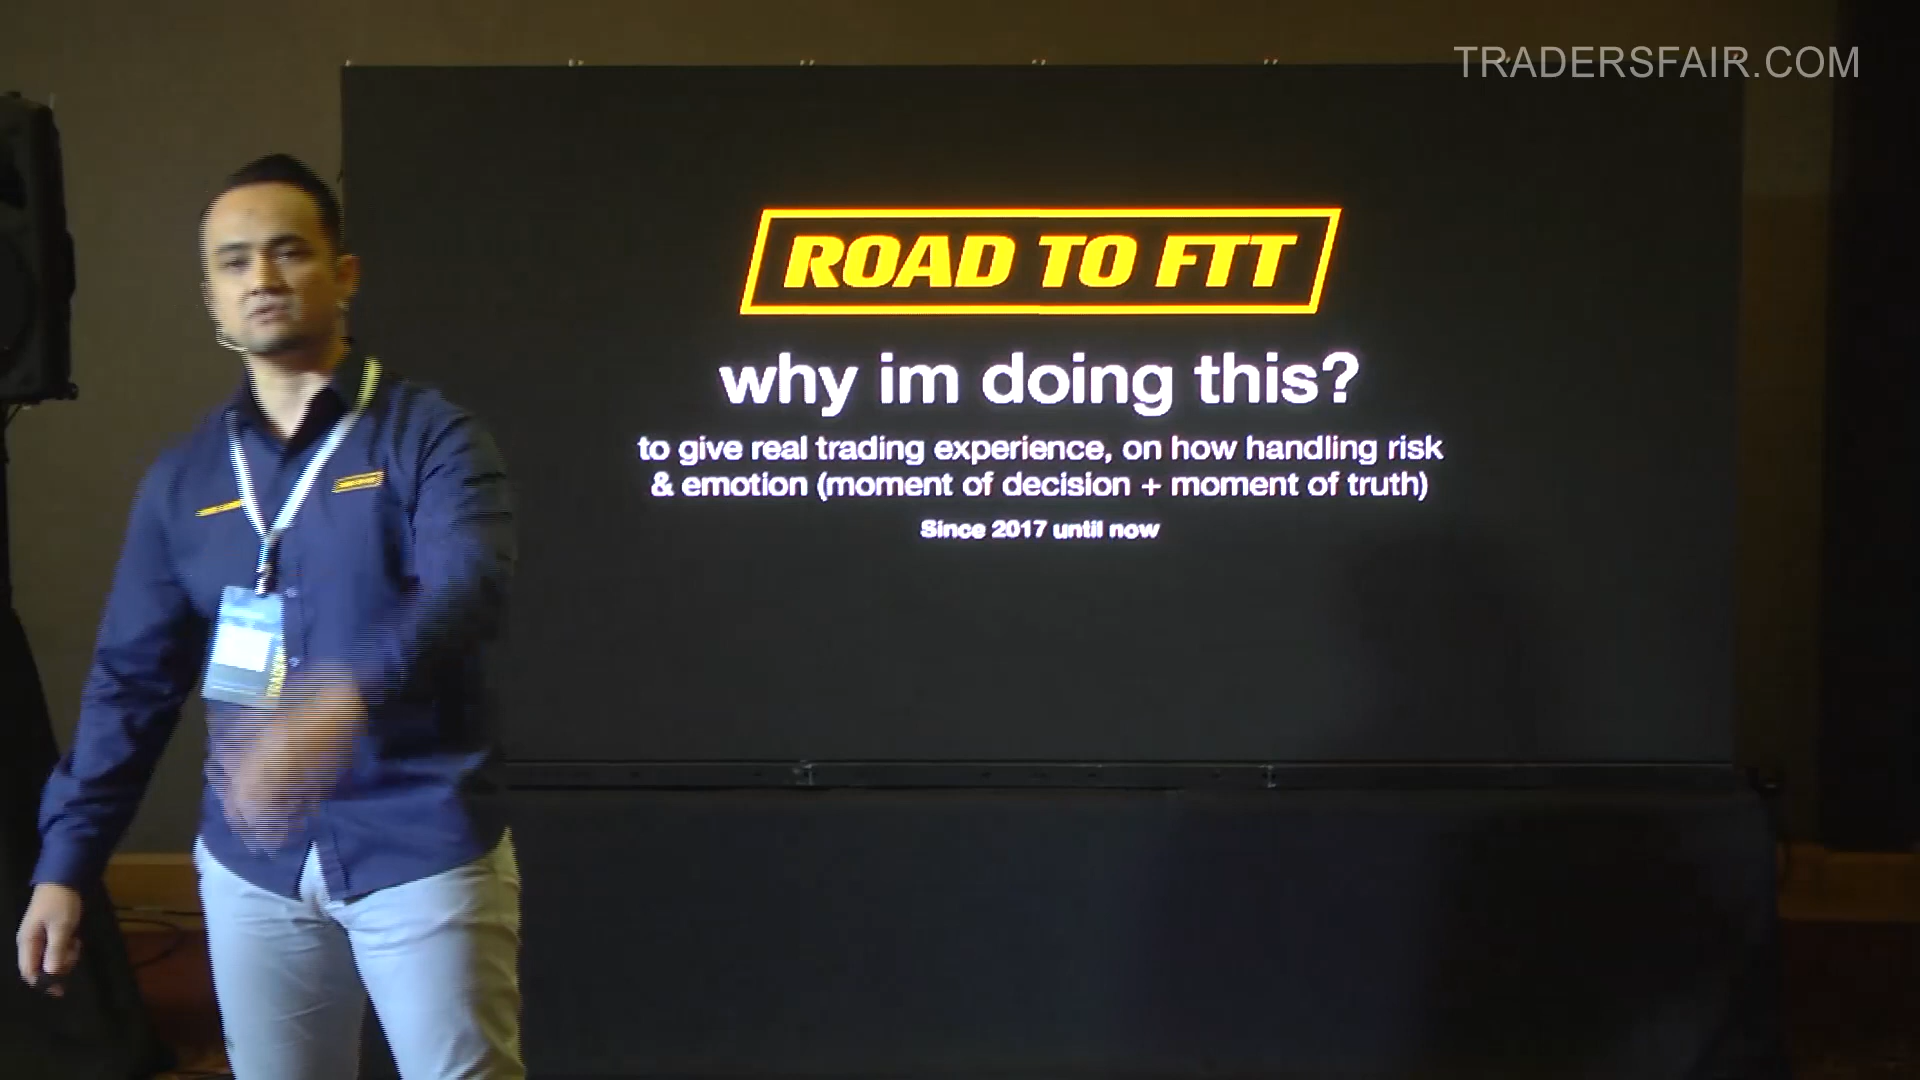 TRADERSFAIR.COM
ROAD TO FTT
why im doing this?
to give real trading experience, on how handling risk
& emotion (moment of decision + moment of truth)
Since 2017 until now
TRADERS